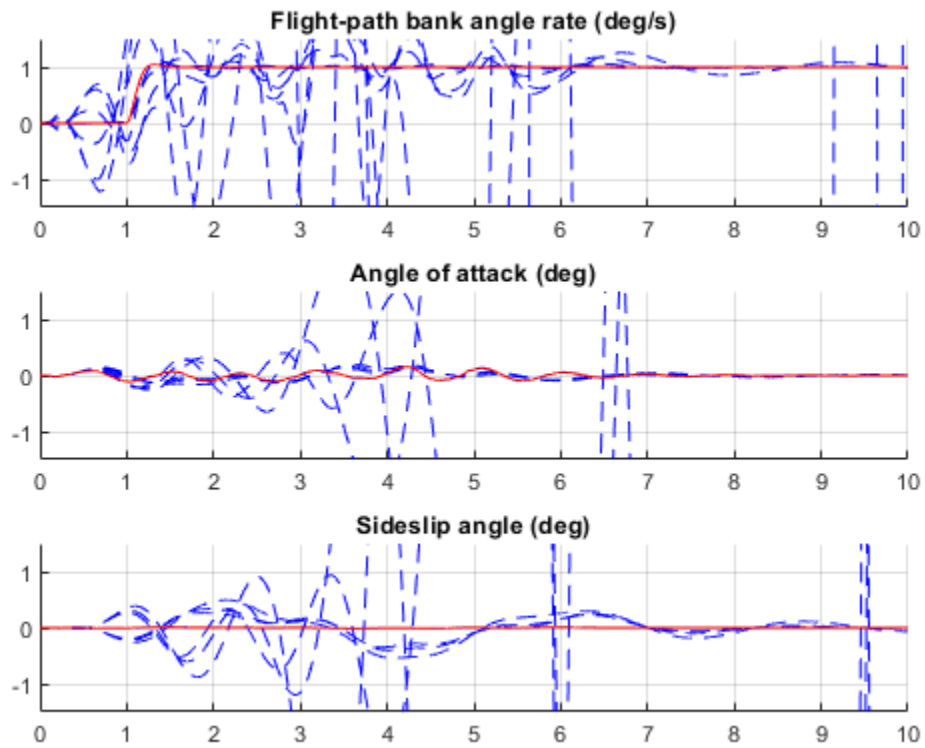 Flight-path bank angle rate (deg/s)
1
0
-1
0 1 2 3 4 5 6 7 8 9 10
Angle of attack (deg)
1
0
-1
0 1 2 3 4 5 6 7 8 9 10
Sideslip angle (deg)
1
0
-1
0 1 2 3 4 5 6 7 8 9 10